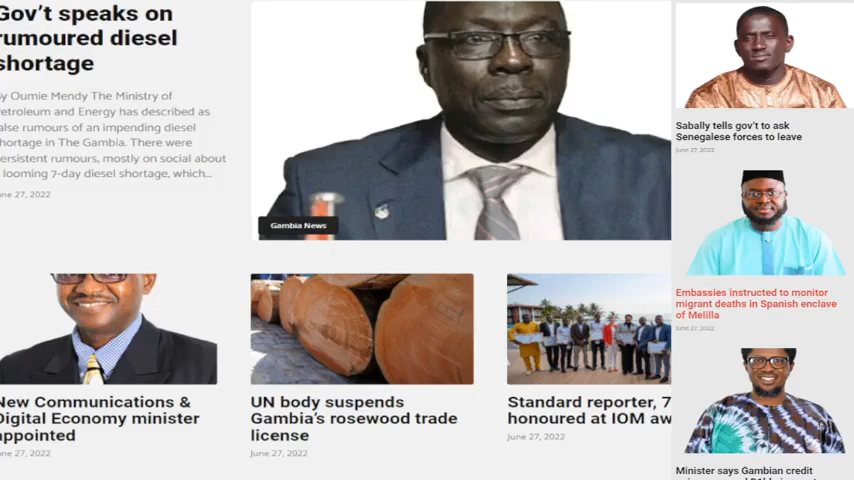 Gov’t speaks on
rumoured diesel
shortage
By Oumie Mendy The Ministry of
Petroleum and Energy has described as
false rumours of an impending diesel
shortage in The Gambia. There were
persistent rumours, mostly on social about
looming 7-day diesel shortage, which...
June 27, 2022
Gambia News
New Communications &
Digital Economy minister
appointed
June 27, 2022
UN body suspends
Gambia’s rosewood trade
license
June 27, 2022
Standard reporter, 7
honoured at IOM aw
June 27, 2022
Sabally tells gov’t to ask
Senegalese forces to leave
June 27, 2022
Embassies instructed to monitor
migrant deaths in Spanish enclave
of Melilla
June 27, 2022
Minister says Gambian credit